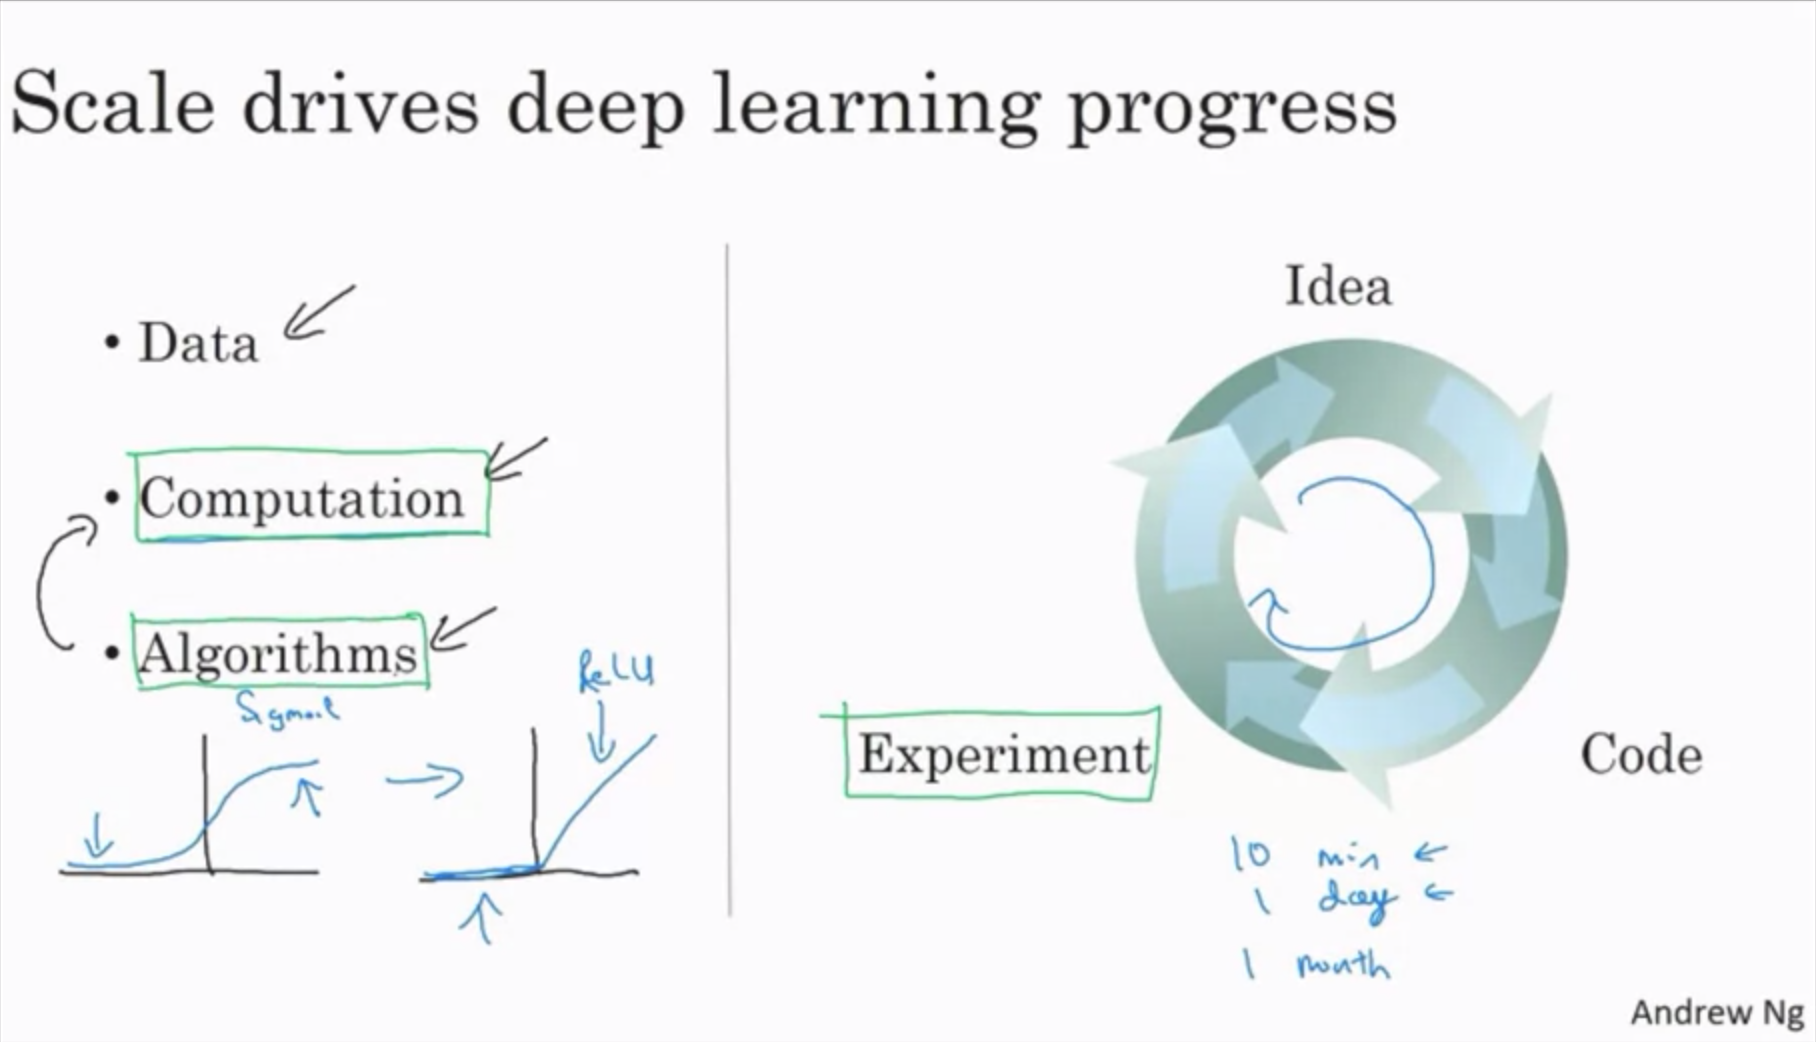 Scale drives deep learning progress
• Data
• Computation
• Algorithms
Sigmoid
ReLU
Idea
Code
Experiment
10 min ←
1 day ←
1 month
Andrew Ng